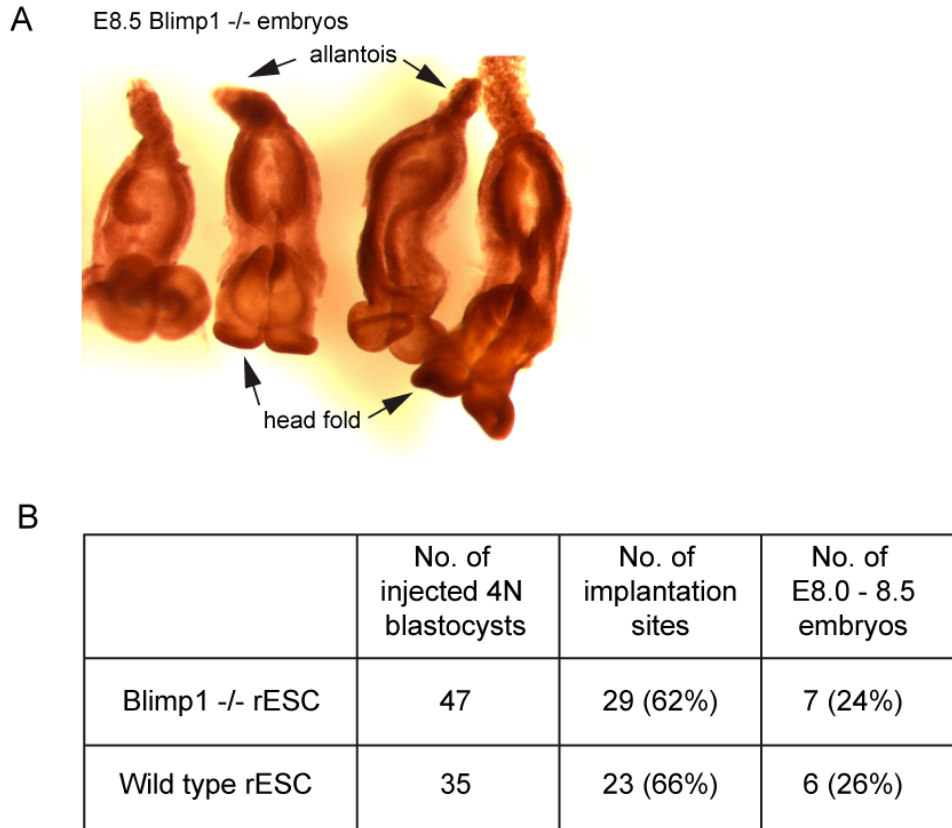 A
E8.5 Blimp1 -/- embryos
allantois
head fold
B
No. of injected 4N blastocysts
No. of implantation sites
No. of E8.0 - 8.5 embryos
Blimp1 -/- rESC 47 29 (62%) 7 (24%)
Wild type rESC 35 23 (66%) 6 (26%)